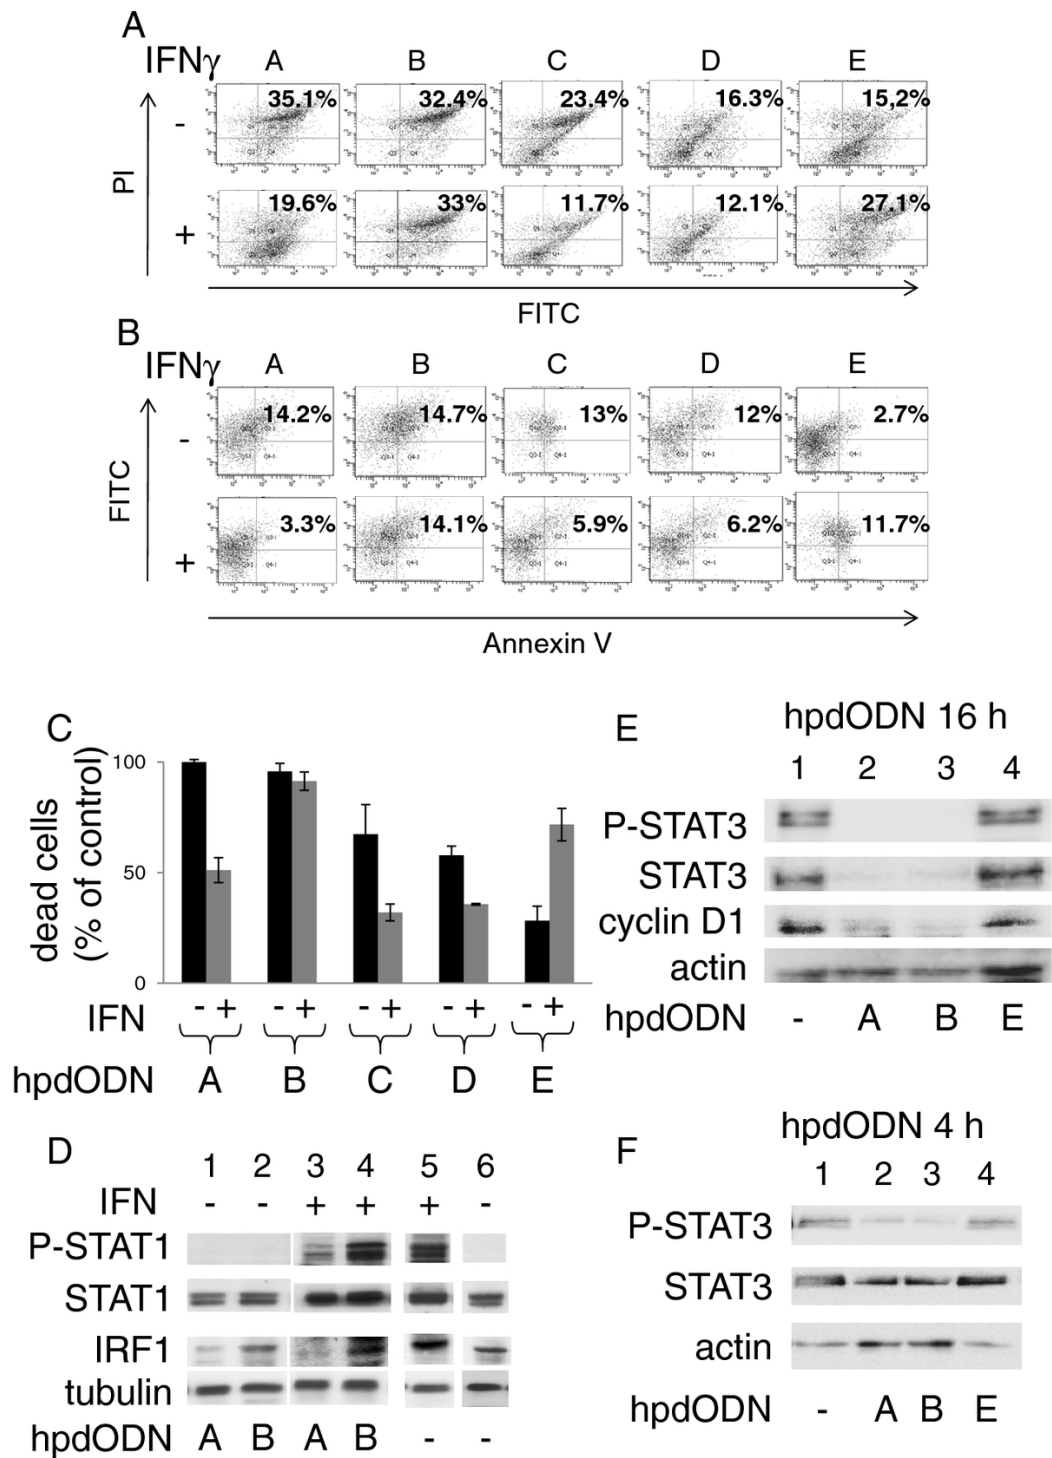 A
IFNγ A B C D E
- 35.1% 32.4% 23.4% 16.3% 15,2%
PI
+ 19.6% 33% 11.7% 12.1% 27.1%
FITC
B
IFNγ A B C D E
- 14.2% 14.7% 13% 12% 2.7%
FITC
+ 3.3% 14.1% 5.9% 6.2% 11.7%
Annexin V
C
dead cells
(% of control)
100
50
0
IFN - + - + - + - + - +
hpdODN A B C D E
E
hpdODN 16 h
1 2 3 4
P-STAT3
STAT3
cyclin D1
actin
hpdODN - A B E
D
1 2 3 4 5 6
IFN - - + + + -
P-STAT1
STAT1
IRF1
tubulin
hpdODN A B A B - -
F
hpdODN 4 h
1 2 3 4
P-STAT3
STAT3
actin
hpdODN - A B E